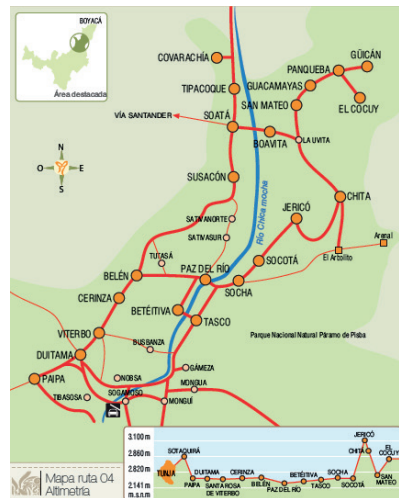 BOYACÁ
Área destacada
COVARACHÍA
TIPACOQUE
GÜICÁN
PANQUEBA
GUACAMAYAS
EL COCUY
SAN MATEO
VÍA SANTANDER
SOATÁ
BOAVITA
LA UVITA
N
O
E
S
SUSACÓN
Río Chica mocha
CHITA
JERICÓ
SATIVANORTE
SATIVASUR
Arenal
El Arbolito
TUTASÁ
SOCOTÁ
BELÉN
PAZ DEL RÍO
SOCHA
CERINZA
BETÉITIVA
TASCO
VITERBO
BUSBANZA
Parque Nacional Natural Páramo de Pisba
DUITAMA
GÁMEZA
PAIPA
NOBSA
MONGUA
TIBASOSA
SOGAMOSO
MONGUÍ
3.100 m
2.860
2.820
2.141
m.s.n.m
TUNJA
SOTAQUIRÁ
PAIPA
DUITAMA
SANTA ROSA
DE VITERBO
CERINZA
BELÉN
PAZ DEL RÍO
BETÉITIVA
TASCO
SOCHA
SOCOTÁ
JERICÓ
CHITA
SAN
MATEO
EL
COCUY
Mapa ruta 04
Altimetría